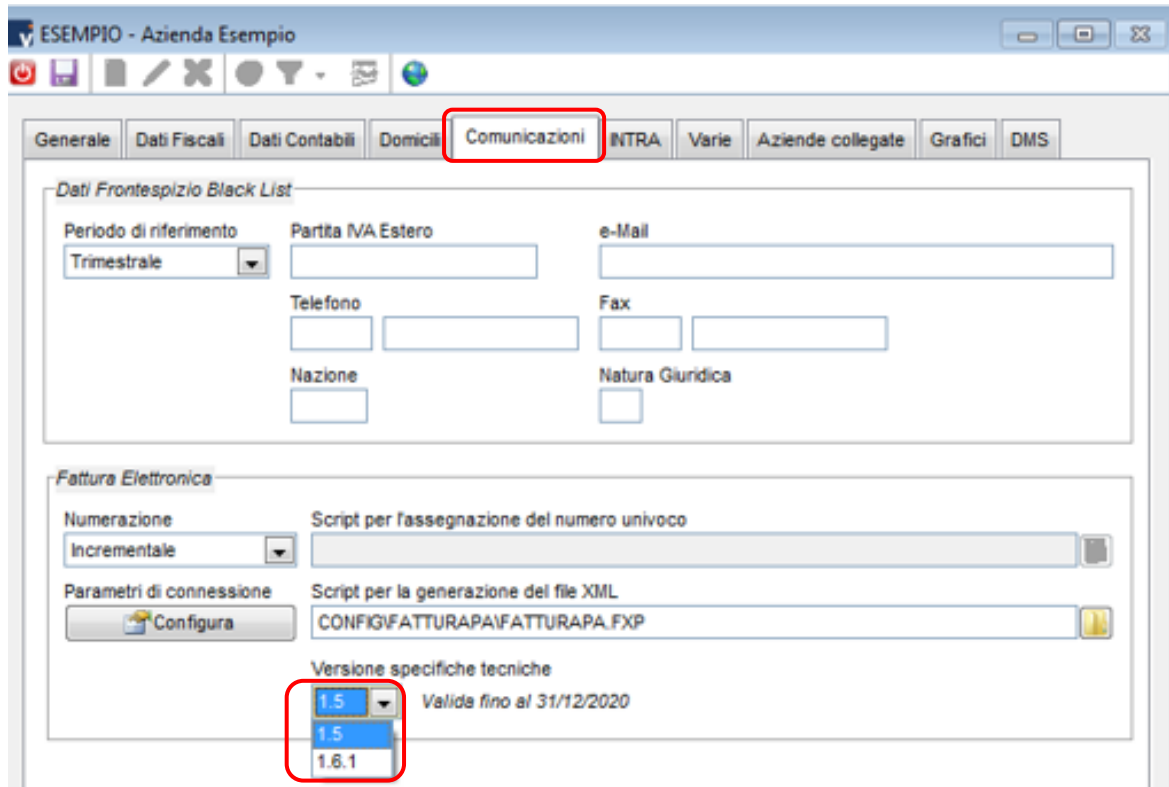 ESEMPIO - Azienda Esempio
Generale Dati Fiscali Dati Contabili Domicili Comunicazioni INTRA Varie Aziende collegate Grafici DMS
Dati Frontespizio Black List
Periodo di riferimento Partita IVA Estero e-Mail
Trimestrale
Telefono Fax
Nazione Natura Giuridica
Fattura Elettronica
Numerazione Script per l'assegnazione del numero univoco
Incrementale
Parametri di connessione Script per la generazione del file XML
Configura CONFIG\FATTURAPA\FATTURAPA.FXP
Versione specifiche tecniche
1.5 Valida fino al 31/12/2020
1.5
1.6.1